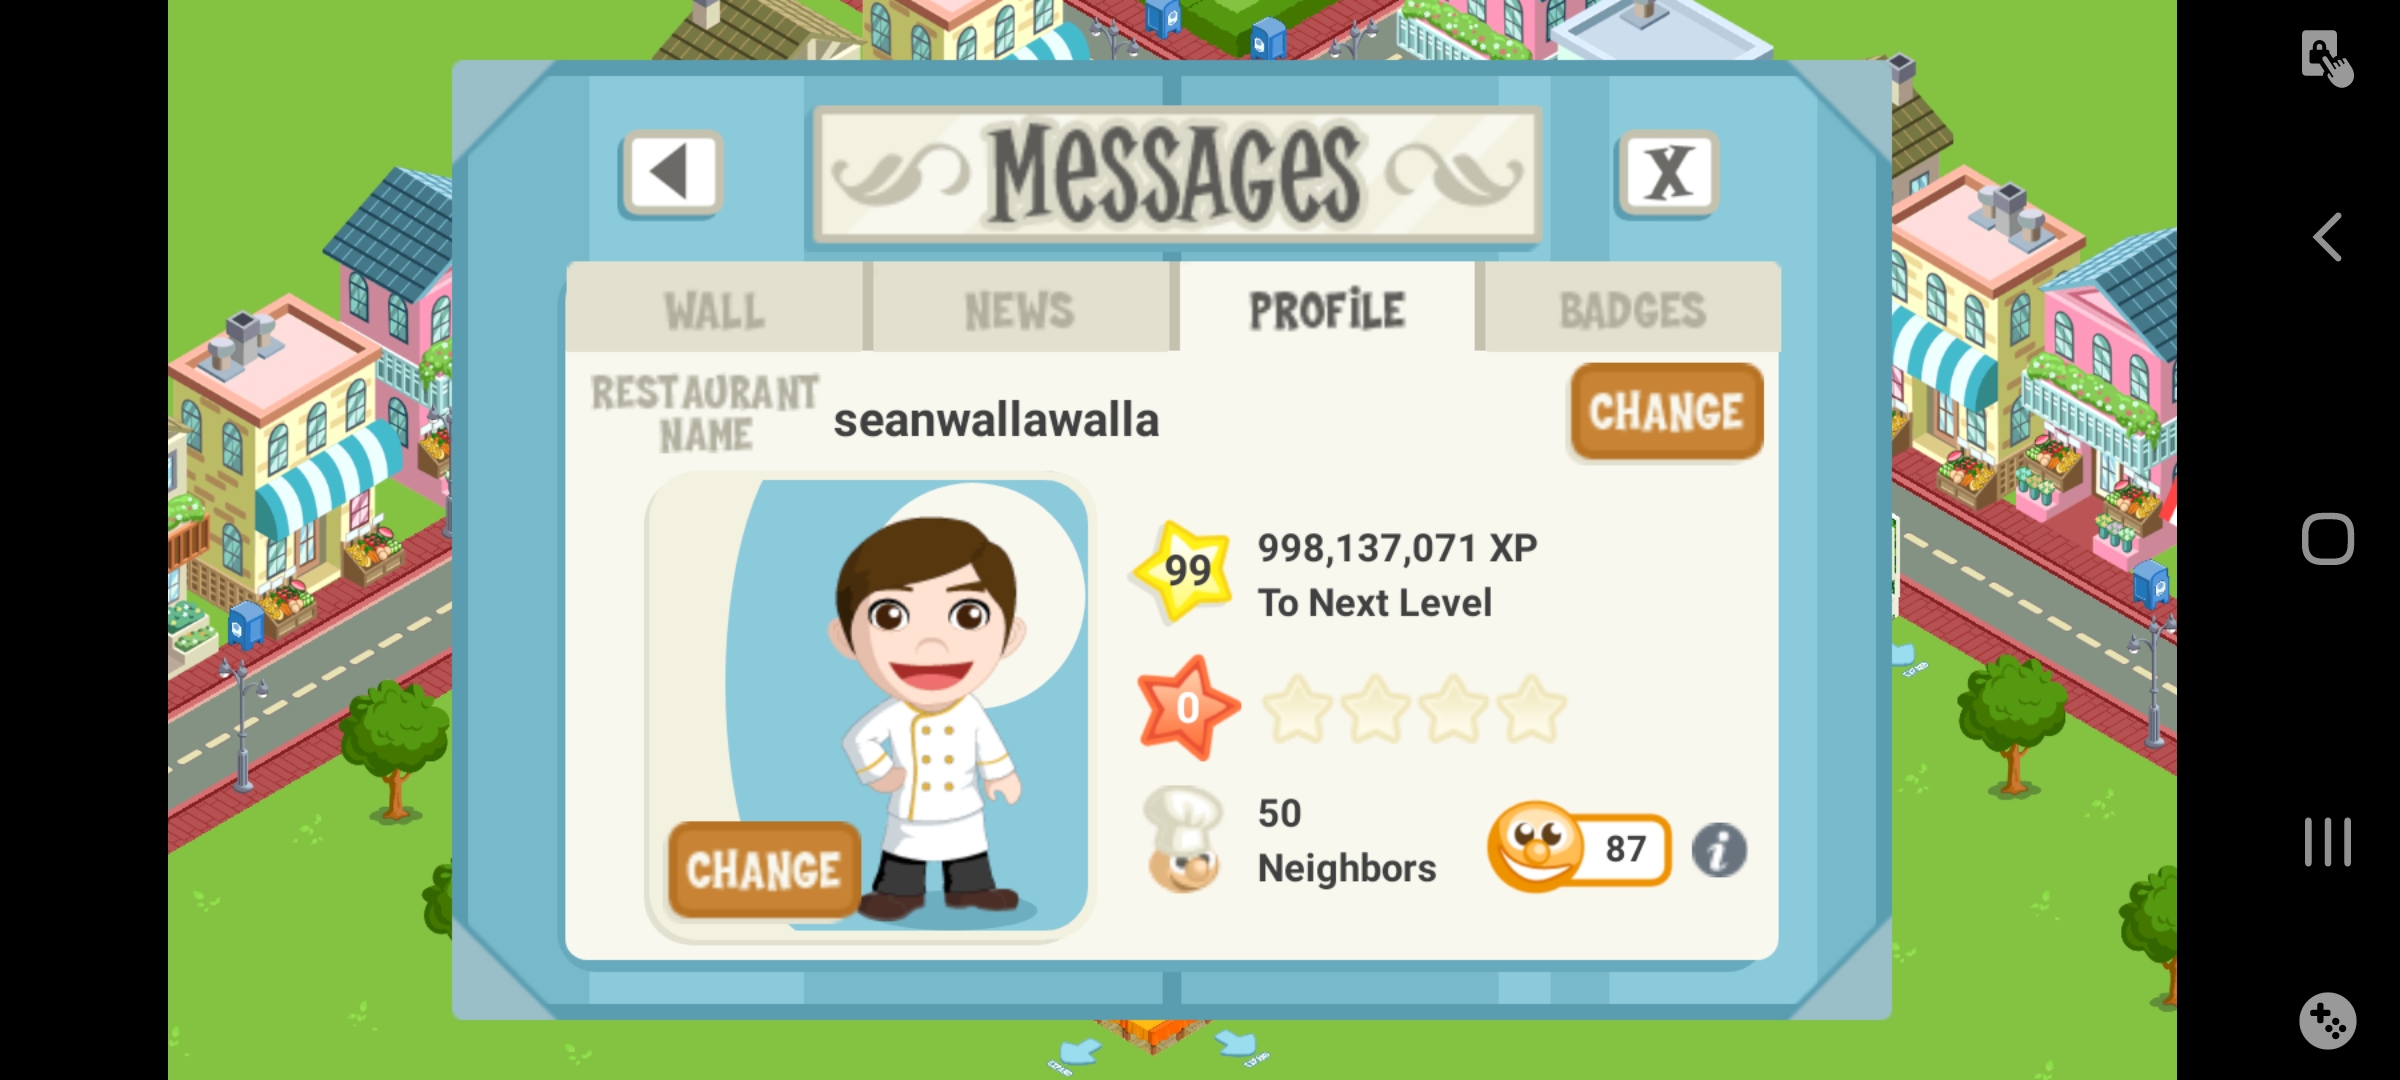 MESSAGES
X
WALL
NEWS
PROFILE
BADGES
RESTAURANT
NAME
seanwallawalla
CHANGE
99
998,137,071 XP
To Next Level
0
50
Neighbors
87
i
CHANGE